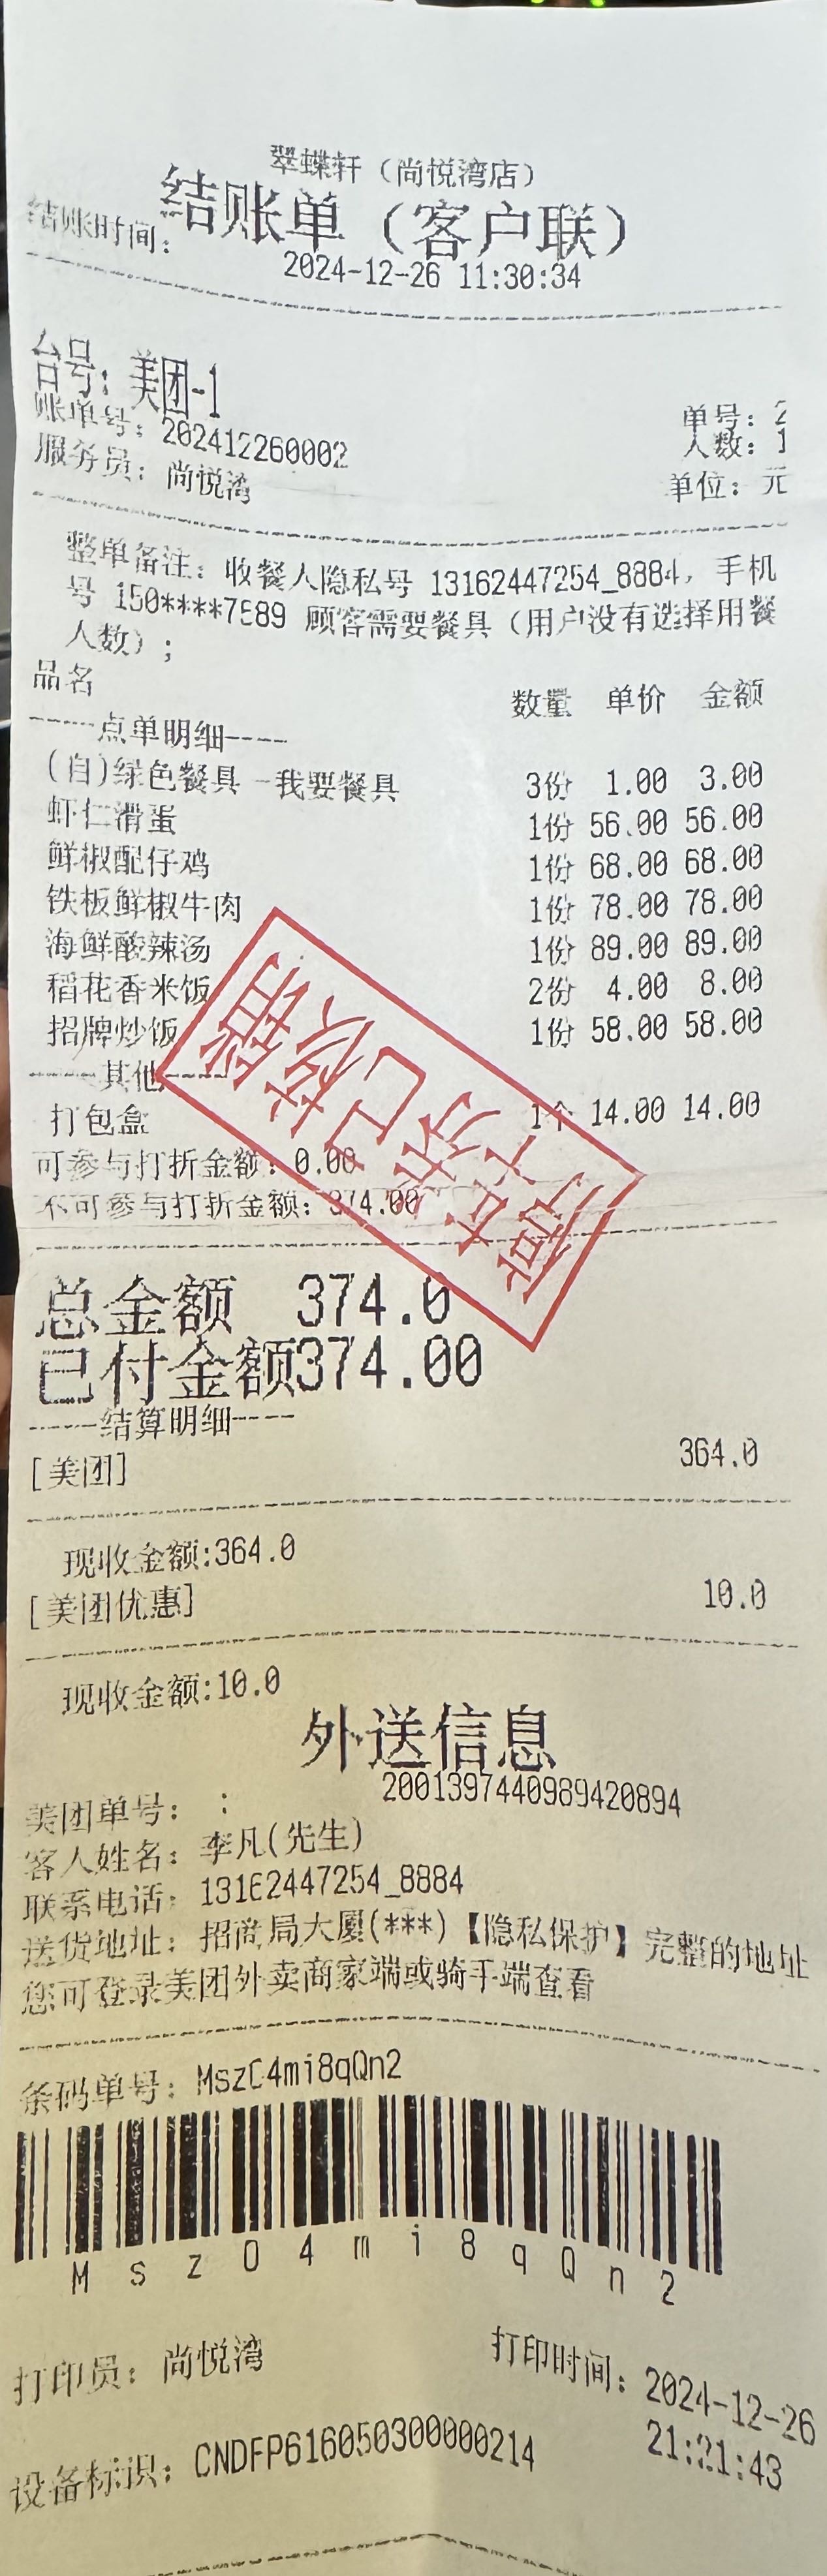 翠蝶轩（尚悦湾店）
结账单（客户联）
结账时间： 2024-12-26 11:30:34
台号：美团-1
账单号：202412260002 单号：2
服务员：尚悦湾 人数：1
单位：元
整单备注：收餐人隐私号 13162447254_8884，手机
号 150****7589 顾客需要餐具（用户没有选择用餐
人数）；
品名 数量 单价 金额
-----点单明细----
(自)绿色餐具 -我要餐具 3份 1.00 3.00
虾仁滑蛋 1份 56.00 56.00
鲜椒配仔鸡 1份 68.00 68.00
铁板鲜椒牛肉 1份 78.00 78.00
海鲜酸辣汤 1份 89.00 89.00
稻花香米饭 2份 4.00 8.00
招牌炒饭 1份 58.00 58.00
-----其他----
打包盒 1个 14.00 14.00
可参与打折金额：0.00
不可参与打折金额：374.00
总金额 374.0
已付金额374.00
-----结算明细----
[美团] 364.0
现收金额:364.0
[美团优惠] 10.0
现收金额:10.0
外送信息
美团单号： : 2001397440989420894
客人姓名：李凡(先生)
联系电话：13162447254_8884
送货地址：招商局大厦(***)【隐私保护】完整的地址
您可登录美团外卖商家端或骑手端查看
条码单号：MszO4mi8qQn2
M s z O 4 m i 8 q Q n 2
打印员：尚悦湾 打印时间：2024-12-26
21:21:43
设备标识：CNDFP616050300000214